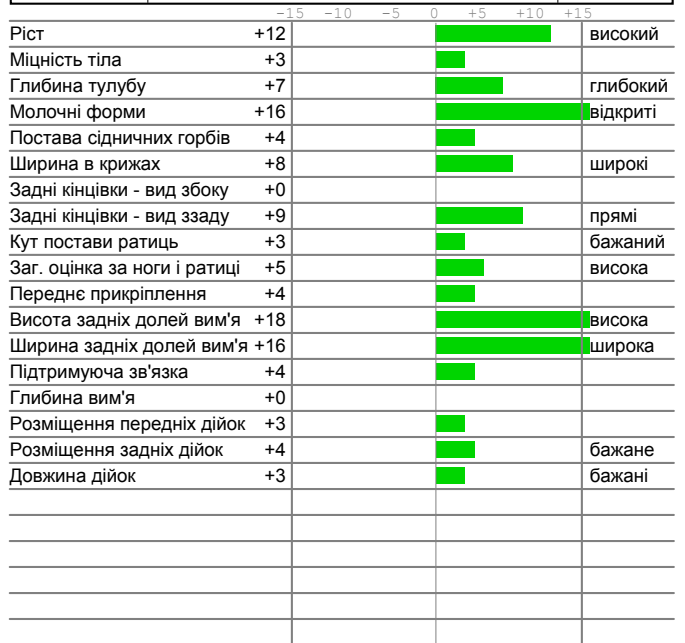 -15 -10 -5 0 +5 +10 +15
Ріст +12 високий
Міцність тіла +3
Глибина тулубу +7 глибокий
Молочні форми +16 відкриті
Постава сідничних горбів +4
Ширина в крижах +8 широкі
Задні кінцівки - вид збоку +0
Задні кінцівки - вид ззаду +9 прямі
Кут постави ратиць +3 бажаний
Заг. оцінка за ноги і ратиці +5 висока
Переднє прикріплення +4
Висота задніх долей вим'я +18 висока
Ширина задніх долей вим'я +16 широка
Підтримуюча зв'язка +4
Глибина вим'я +0
Розміщення передніх дійок +3
Розміщення задніх дійок +4 бажане
Довжина дійок +3 бажані